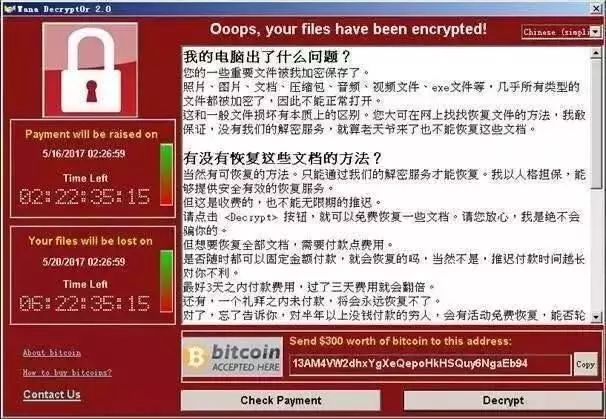 Wana Decrypt0r 2.0
Ooops, your files have been encrypted!
Chinese (simpli
Payment will be raised on
5/16/2017 02:26:59
Time Left
02:22:35:15
Your files will be lost on
5/20/2017 02:26:59
Time Left
06:22:35:15
About bitcoin
How to buy bitcoins?
Contact Us
我的电脑出了什么问题？
您的一些重要文件被我加密保存了。
照片、图片、文档、压缩包、音频、视频文件、exe文件等，几乎所有类型的
文件都被加密了，因此不能正常打开。
这和一般文件损坏有本质上的区别。您大可在网上找找恢复文件的方法，我敢
保证，没有我们的解密服务，就算老天爷来了也不能恢复这些文档。
有没有恢复这些文档的方法？
当然有可恢复的方法。只能通过我们的解密服务才能恢复。我以人格担保，能
够提供安全有效的恢复服务。
但这是收费的，也不能无限期的推迟。
请点击 <Decrypt> 按钮，就可以免费恢复一些文档。请您放心，我是绝不会
骗你的。
但想要恢复全部文档，需要付款点费用。
是否随时都可以固定金额付款，就会恢复的吗，当然不是，推迟付款时间越长
对你不利。
最好3天之内付款费用，过了三天费用就会翻倍。
还有，一个礼拜之内未付款，将会永远恢复不了。
对了，忘了告诉你，对半年以上没钱付款的穷人，会有活动免费恢复，能否轮
bitcoin
ACCEPTED HERE
Send $300 worth of bitcoin to this address:
13AM4VW2dhxYgXeQepoHkHSQuy6NgaEb94
Copy
Check Payment
Decrypt